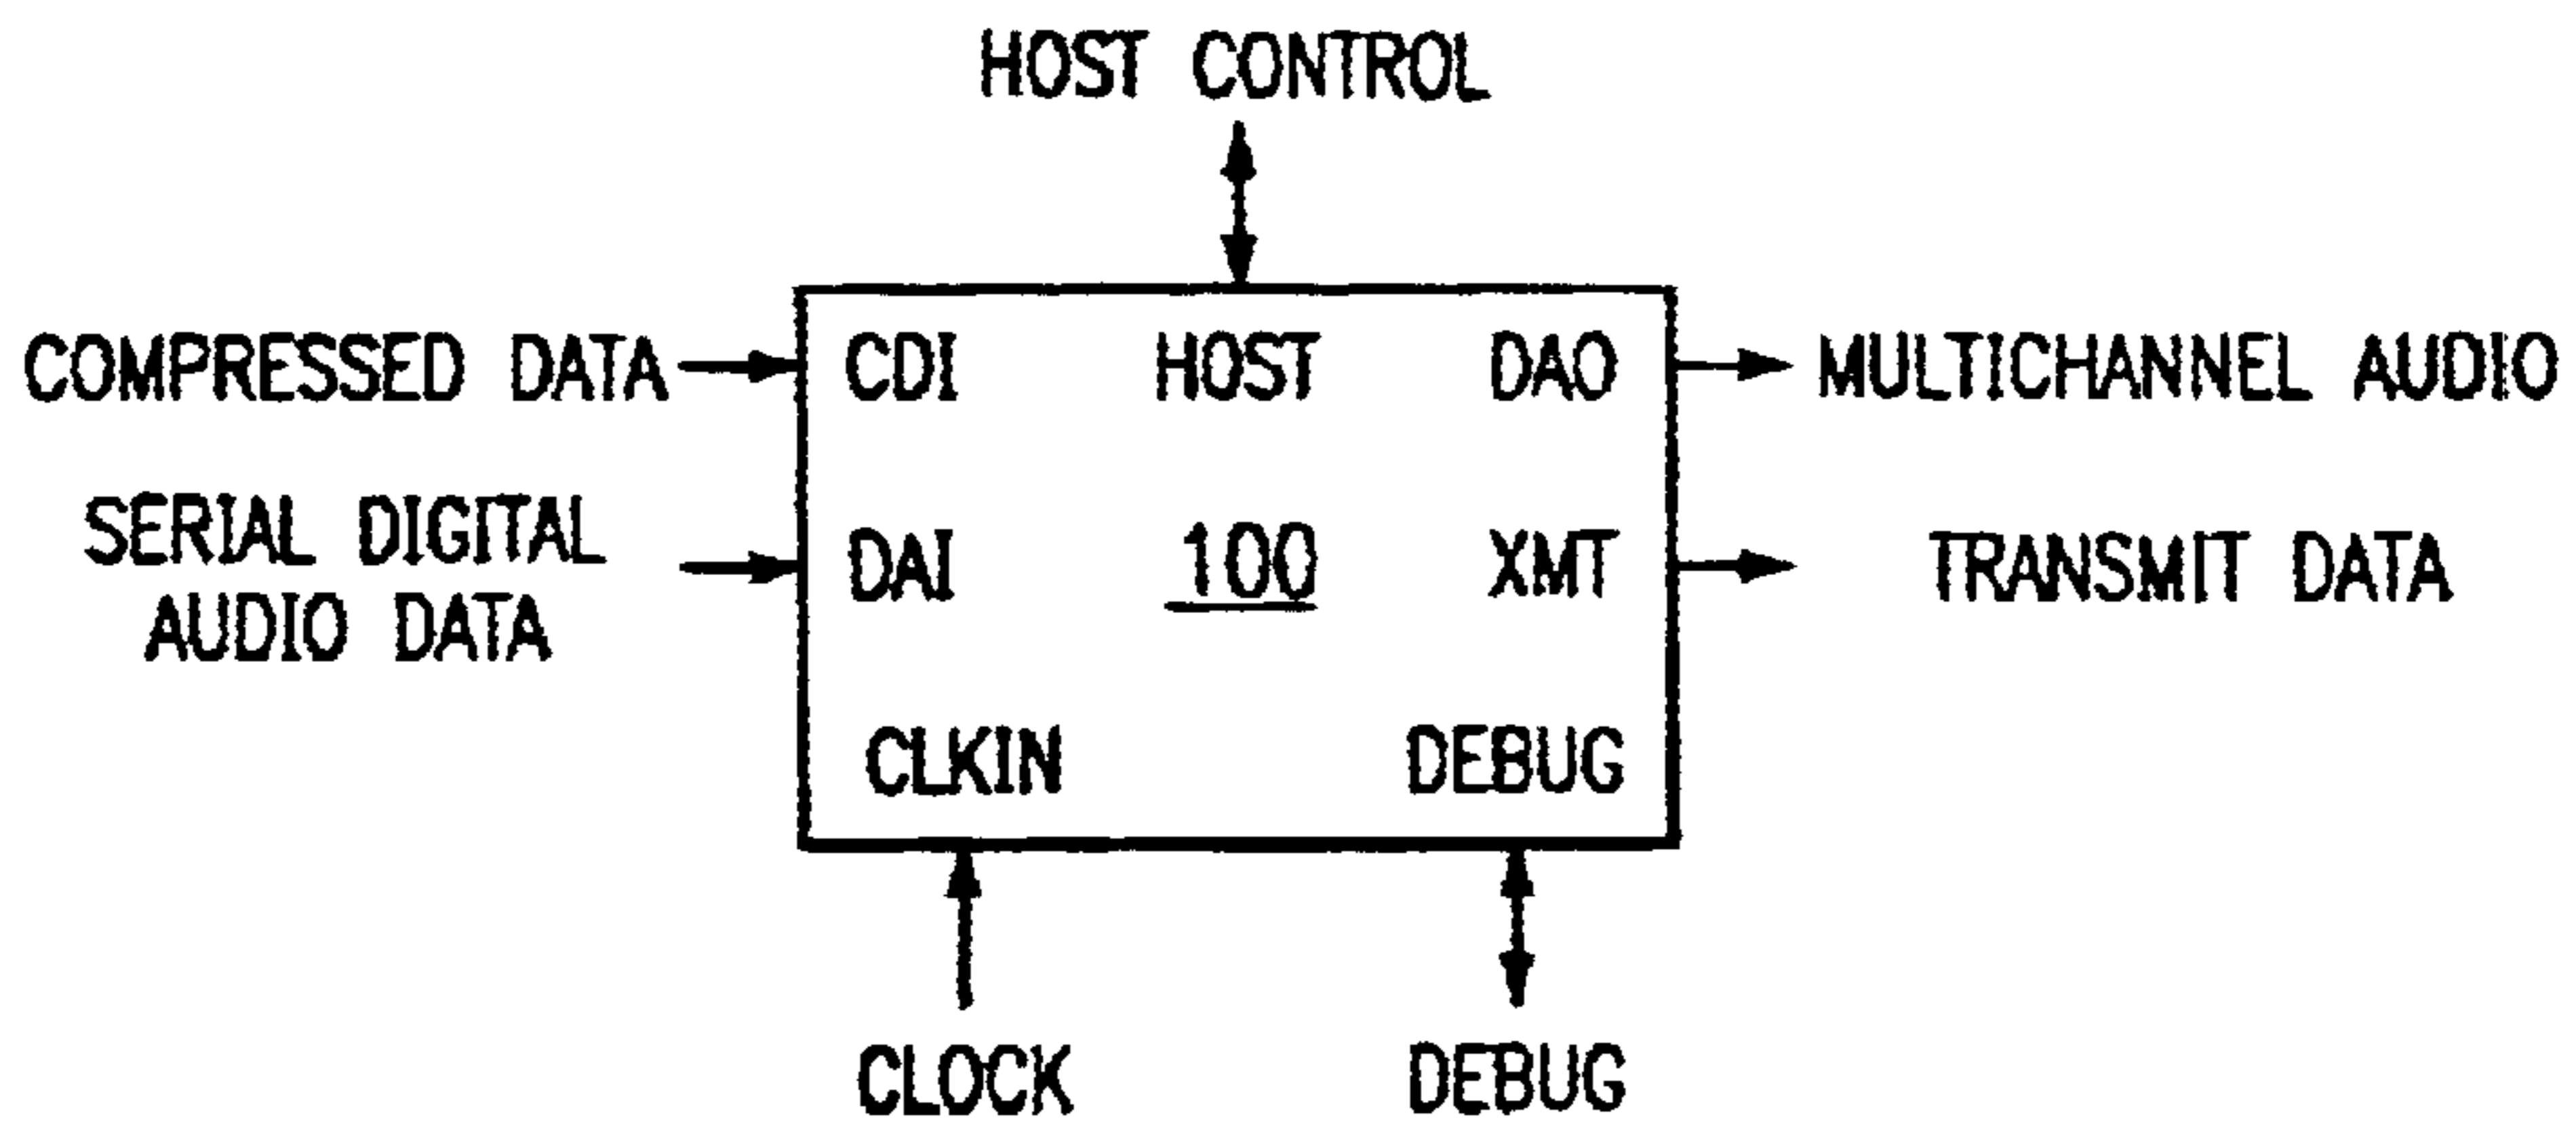 HOST CONTROL
COMPRESSED DATA
CDI
HOST
DAO
MULTICHANNEL AUDIO
SERIAL DIGITAL
AUDIO DATA
DAI
100
XMT
TRANSMIT DATA
CLKIN
DEBUG
CLOCK
DEBUG